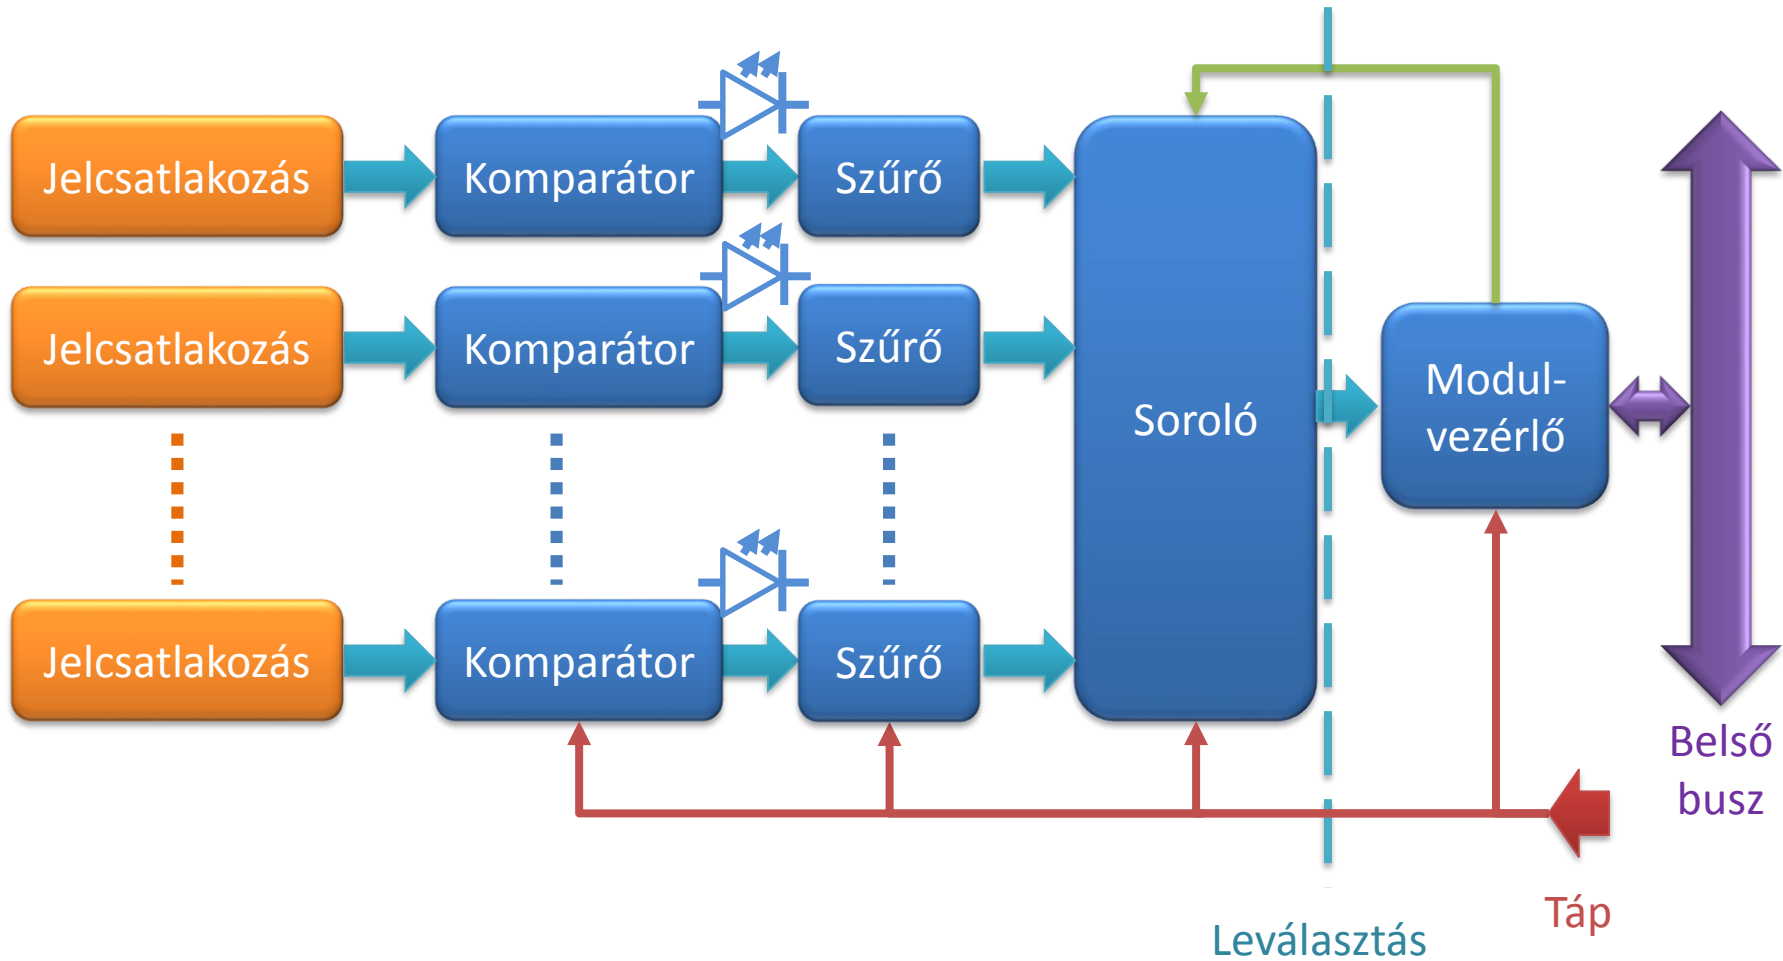 Jelcsatlakozás
Komparátor
Szűrő
Jelcsatlakozás
Komparátor
Szűrő
Soroló
Modul-
vezérlő
Jelcsatlakozás
Komparátor
Szűrő
Belső
busz
Táp
Leválasztás